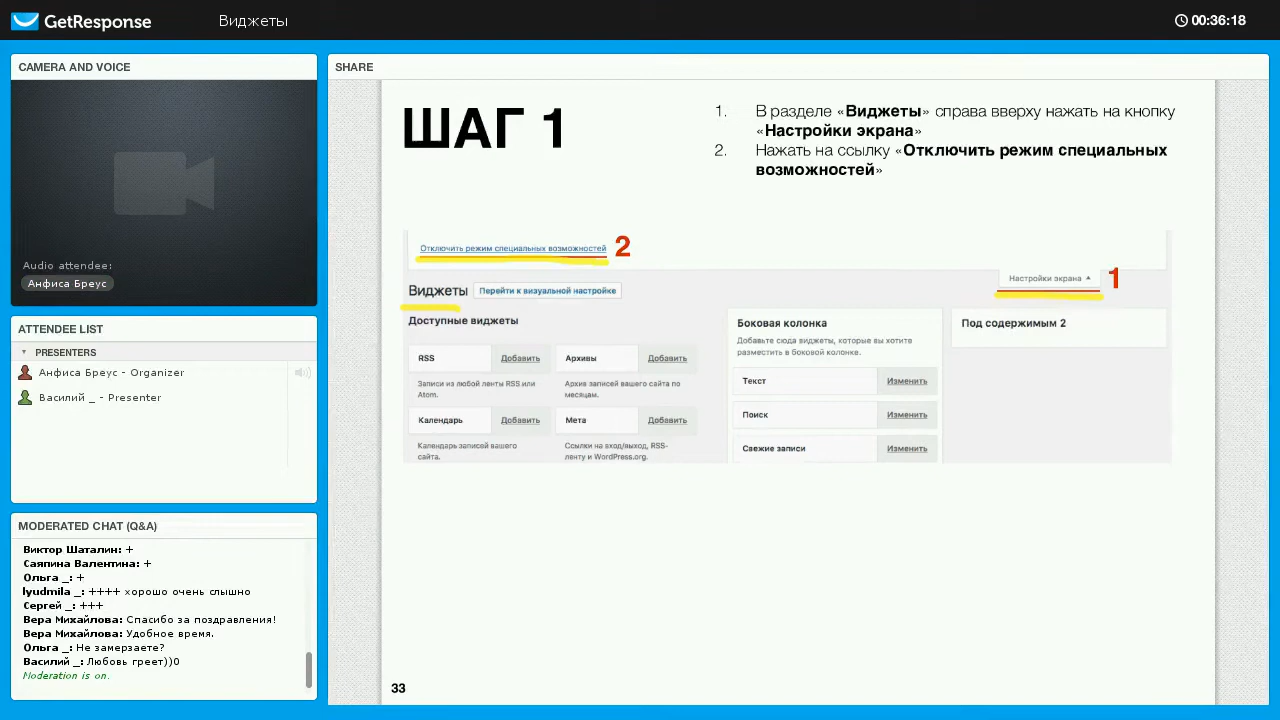 GetResponse
Виджеты
00:36:18
CAMERA AND VOICE
Audio attendee:
Анфиса Бреус
ATTENDEE LIST
PRESENTERS
Анфиса Бреус - Organizer
Василий _ - Presenter
MODERATED CHAT (Q&A)
Виктор Шаталин: +
Саяпина Валентина: +
Ольга _: +
lyudmila _: ++++ хорошо очень слышно
Сергей _: +++
Вера Михайлова: Спасибо за поздравления!
Вера Михайлова: Удобное время.
Ольга _: Не замерзаете?
Василий _: Любовь греет))0
Moderation is on.
SHARE
ШАГ 1
1. В разделе «Виджеты» справа вверху нажать на кнопку
«Настройки экрана»
2. Нажать на ссылку «Отключить режим специальных
возможностей»
Отключить режим специальных возможностей 2
Настройки экрана 1
Виджеты Перейти к визуальной настройке
Доступные виджеты
RSS Добавить
Архивы Добавить
Записи из любой ленты RSS или
Atom.
Архив записей вашего сайта по
месяцам.
Календарь Добавить
Мета Добавить
Календарь записей вашего
сайта.
Ссылки на вход/выход, RSS-
ленту и WordPress.org.
Боковая колонка
Добавьте сюда виджеты, которые вы хотите
разместить в боковой колонке.
Текст Изменить
Поиск Изменить
Свежие записи Изменить
Под содержимым 2
33